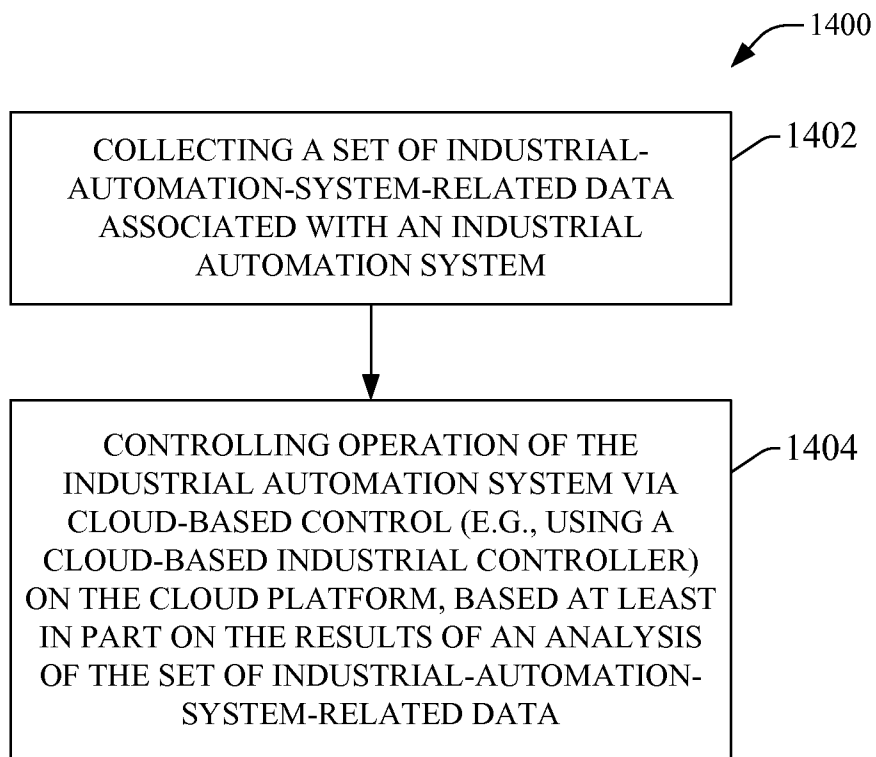 1400
COLLECTING A SET OF INDUSTRIAL-
AUTOMATION-SYSTEM-RELATED DATA
ASSOCIATED WITH AN INDUSTRIAL
AUTOMATION SYSTEM
1402
CONTROLLING OPERATION OF THE
INDUSTRIAL AUTOMATION SYSTEM VIA
CLOUD-BASED CONTROL (E.G., USING A
CLOUD-BASED INDUSTRIAL CONTROLLER)
ON THE CLOUD PLATFORM, BASED AT LEAST
IN PART ON THE RESULTS OF AN ANALYSIS
OF THE SET OF INDUSTRIAL-AUTOMATION-
SYSTEM-RELATED DATA
1404